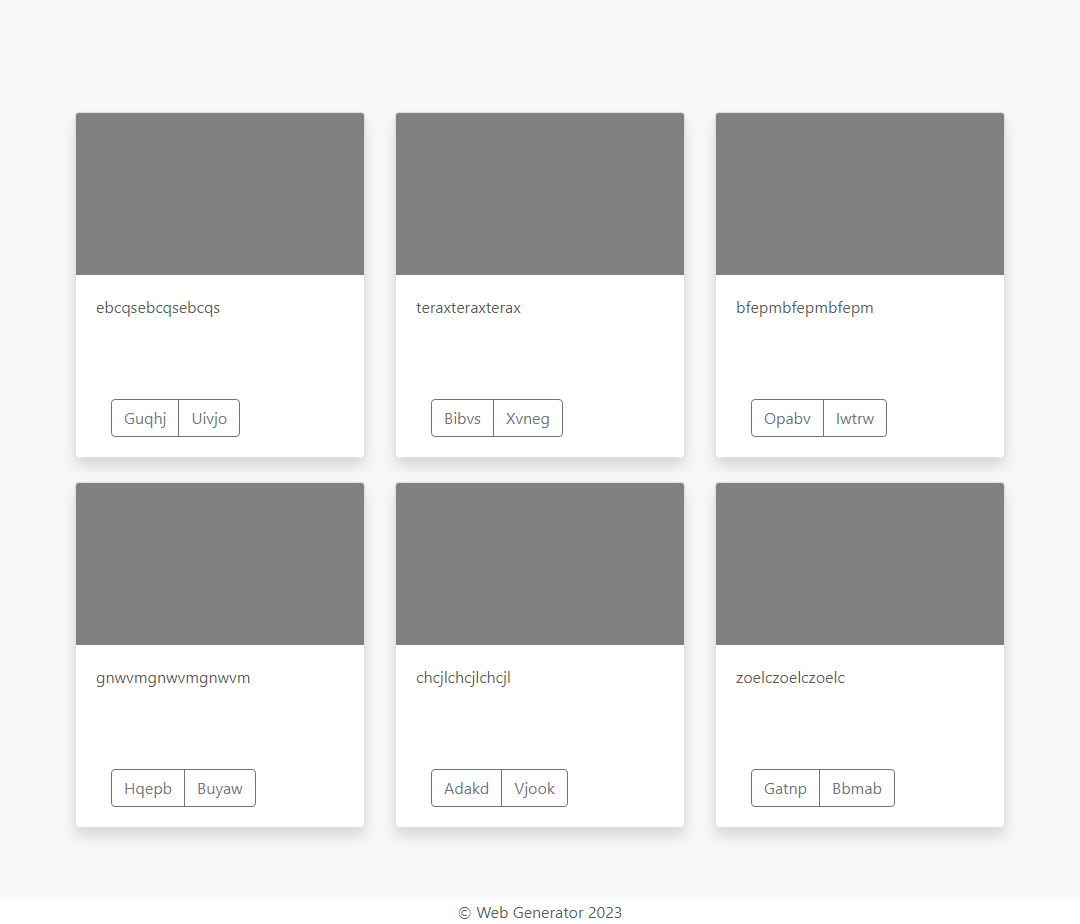 ebcqsebcqsebcqs
teraxteraxterax
bfepmbfepmbfepm
Guqhj Uivjo
Bibvs Xvneg
Opabv Iwtrw
gnwvmgnwvmgnwvm
chcjlchcjlchcjl
zoelczoelczoelc
Hqepb Buyaw
Adakd Vjook
Gatnp Bbmab
© Web Generator 2023